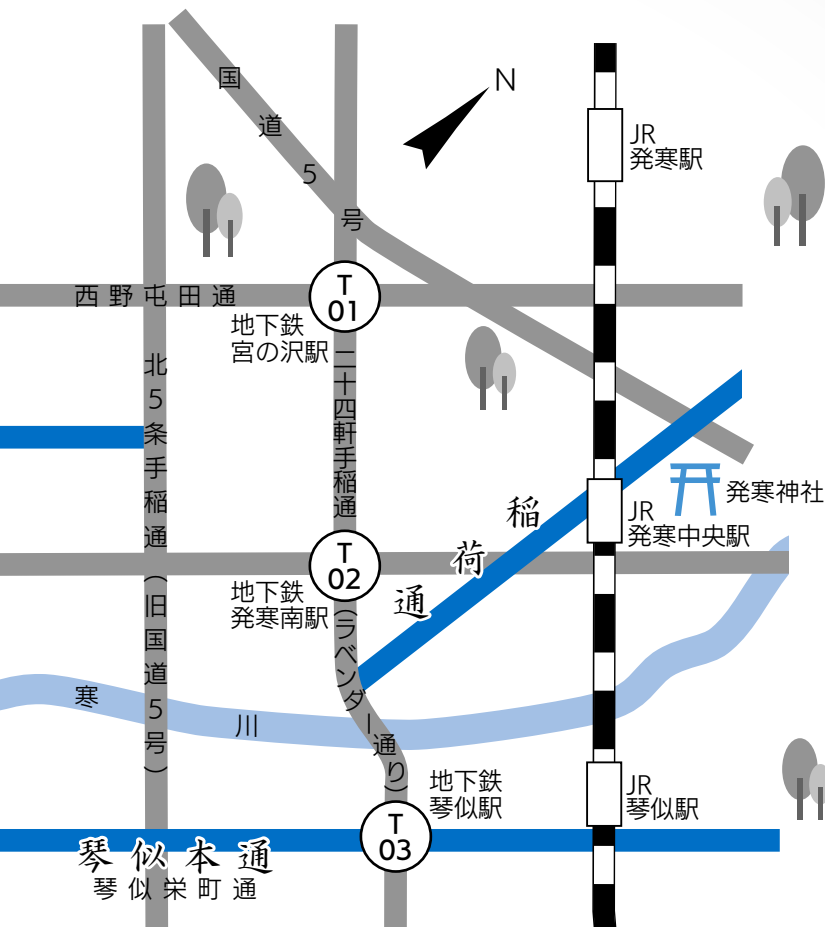 N
国道5号
JR
発寒駅
西野屯田通
T
01
地下鉄
宮の沢駅
北5条手稲通(旧国道5号)
二十四軒手稲通(ラベンダー通り)
稲荷通
発寒神社
JR
発寒中央駅
T
02
地下鉄
発寒南駅
寒川
地下鉄
琴似駅
JR
琴似駅
T
03
琴似本通
琴似栄町通